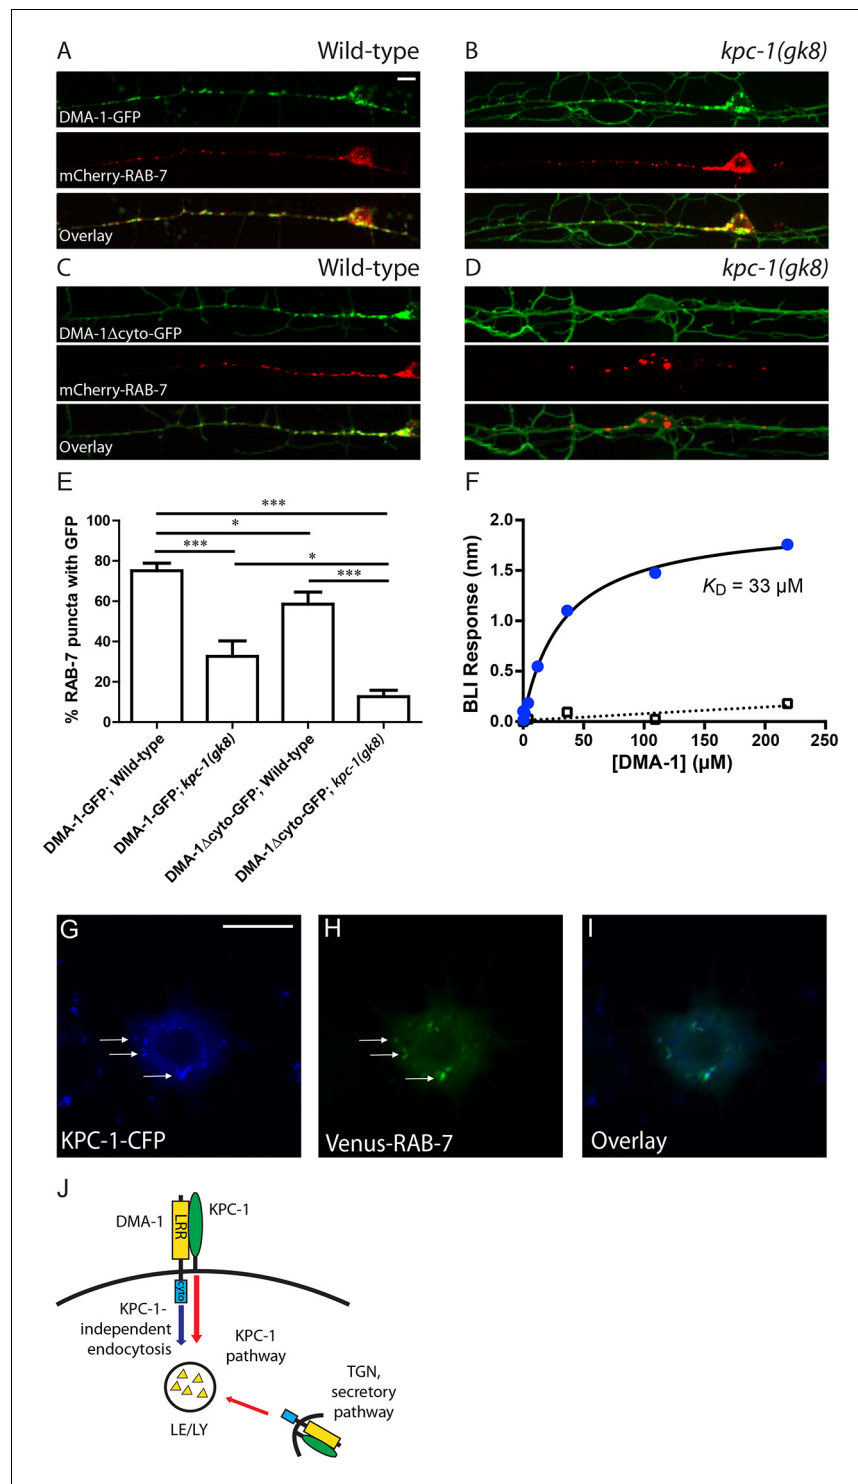 A Wild-type
B kpc-1(gk8)
DMA-1-GFP
mCherry-RAB-7
Overlay
C Wild-type
D kpc-1(gk8)
DMA-1Δcyto-GFP
mCherry-RAB-7
Overlay
E
% RAB-7 puncta with GFP
100
80
60
40
20
0
***
*
***
*
***
DMA-1-GFP; Wild-type
DMA-1-GFP; kpc-1(gk8)
DMA-1Δcyto-GFP; Wild-type
DMA-1Δcyto-GFP; kpc-1(gk8)
F
BLI Response (nm)
2.0
1.5
1.0
0.5
0.0
KD = 33 µM
0 50 100 150 200 250
[DMA-1] (µM)
G
KPC-1-CFP
H
Venus-RAB-7
I
Overlay
J
DMA-1
LRR
KPC-1
cyto
KPC-1-
independent
endocytosis
KPC-1
pathway
LE/LY
TGN,
secretory
pathway